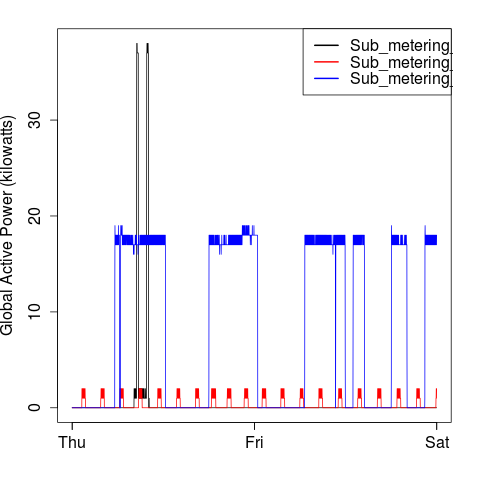 Sub_metering_
Sub_metering_
Sub_metering_
Global Active Power (kilowatts)
30
20
10
0
Thu
Fri
Sat